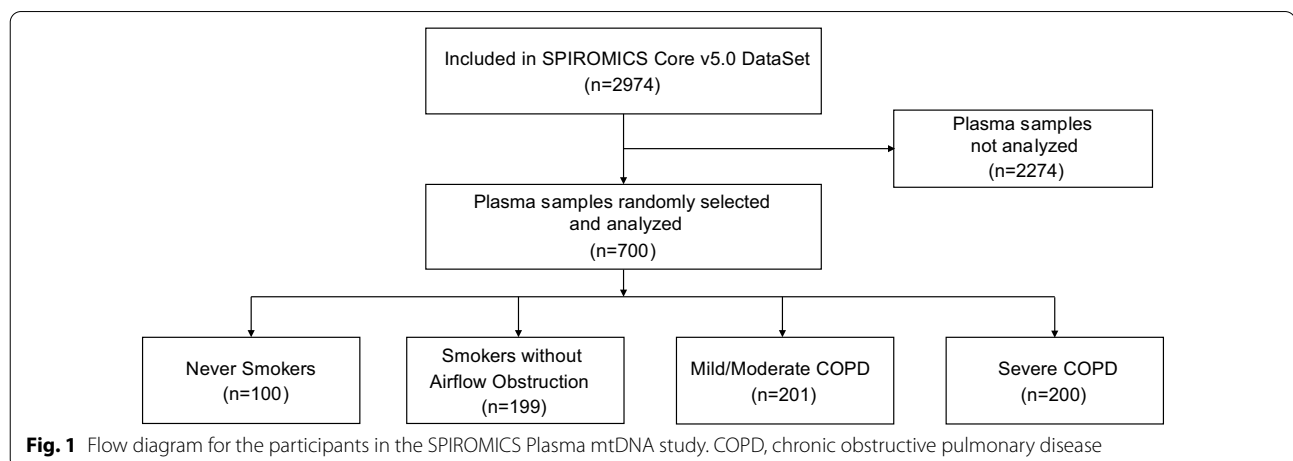 Included in SPIROMICS Core v5.0 DataSet
(n=2974)
Plasma samples
not analyzed
(n=2274)
Plasma samples randomly selected
and analyzed
(n=700)
Never Smokers
(n=100)
Smokers without
Airflow Obstruction
(n=199)
Mild/Moderate COPD
(n=201)
Severe COPD
(n=200)
Fig. 1 Flow diagram for the participants in the SPIROMICS Plasma mtDNA study. COPD, chronic obstructive pulmonary disease